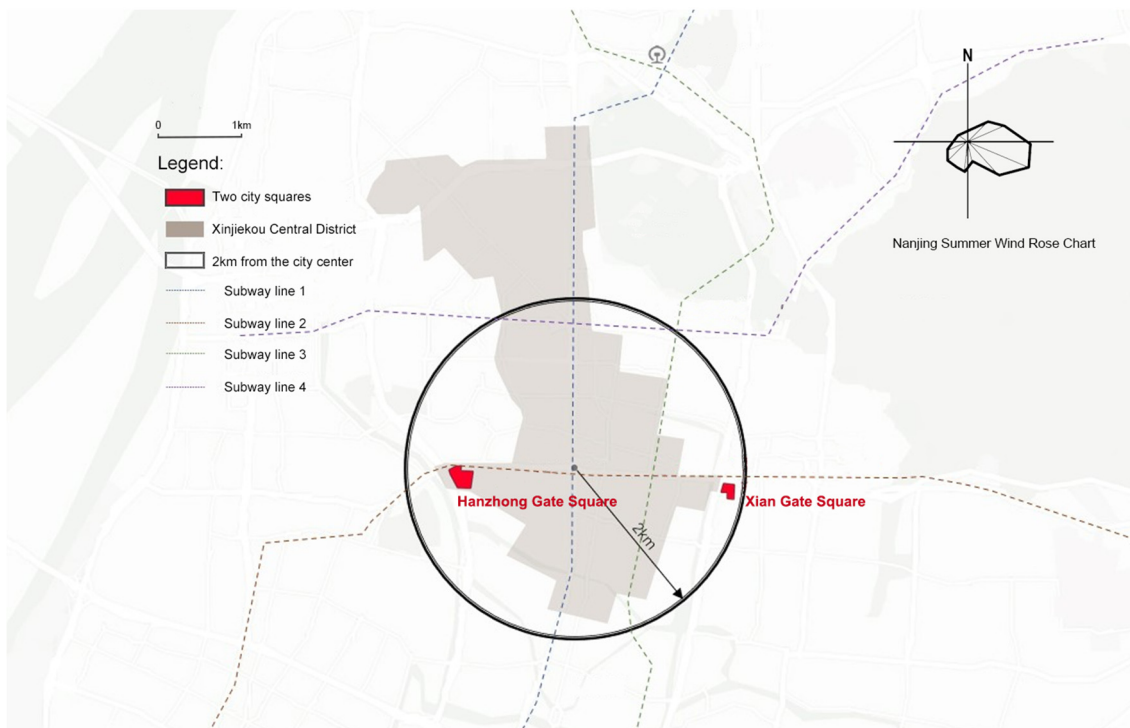 N
0 1km
Legend:
Two city squares
Xinjiekou Central District
2km from the city center
Subway line 1
Subway line 2
Subway line 3
Subway line 4
Nanjing Summer Wind Rose Chart
Hanzhong Gate Square
Xian Gate Square
2km